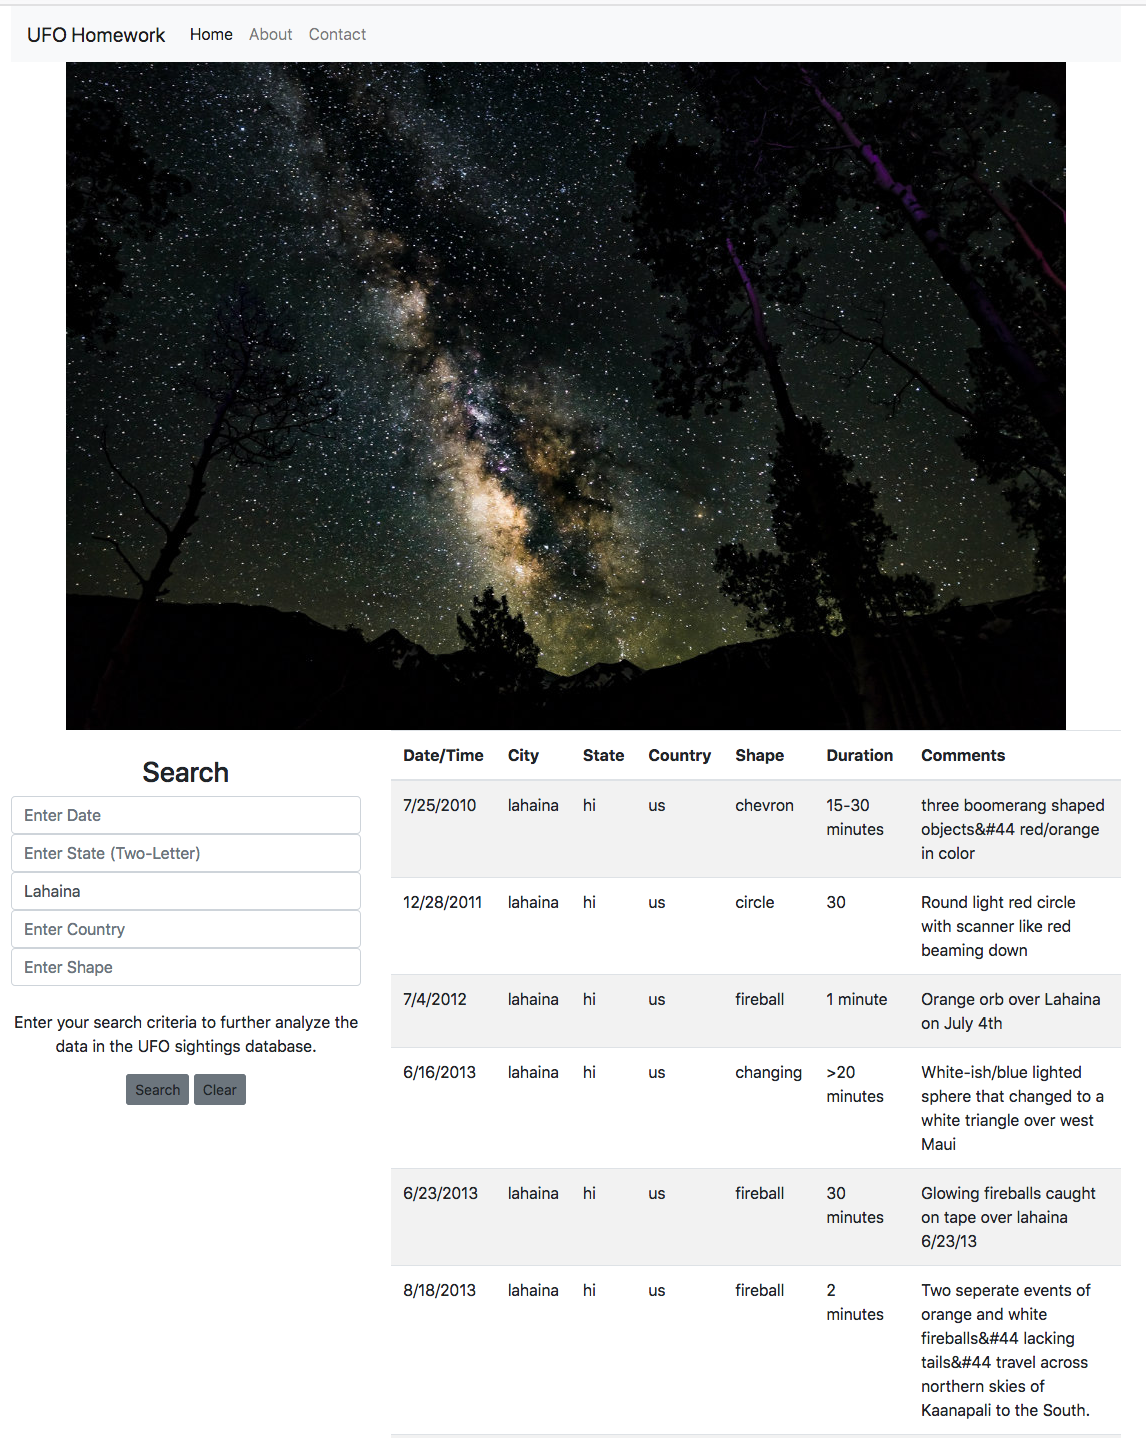 UFO Homework Home About Contact
Search
Enter Date
Enter State (Two-Letter)
Lahaina
Enter Country
Enter Shape
Enter your search criteria to further analyze the
data in the UFO sightings database.
Search Clear
Date/Time City State Country Shape Duration Comments
7/25/2010 lahaina hi us chevron 15-30 three boomerang shaped
minutes objects&#44 red/orange
in color
12/28/2011 lahaina hi us circle 30 Round light red circle
with scanner like red
beaming down
7/4/2012 lahaina hi us fireball 1 minute Orange orb over Lahaina
on July 4th
6/16/2013 lahaina hi us changing >20 White-ish/blue lighted
minutes sphere that changed to a
white triangle over west
Maui
6/23/2013 lahaina hi us fireball 30 Glowing fireballs caught
minutes on tape over lahaina
6/23/13
8/18/2013 lahaina hi us fireball 2 Two seperate events of
minutes orange and white
fireballs&#44 lacking
tails&#44 travel across
northern skies of
Kaanapali to the South.